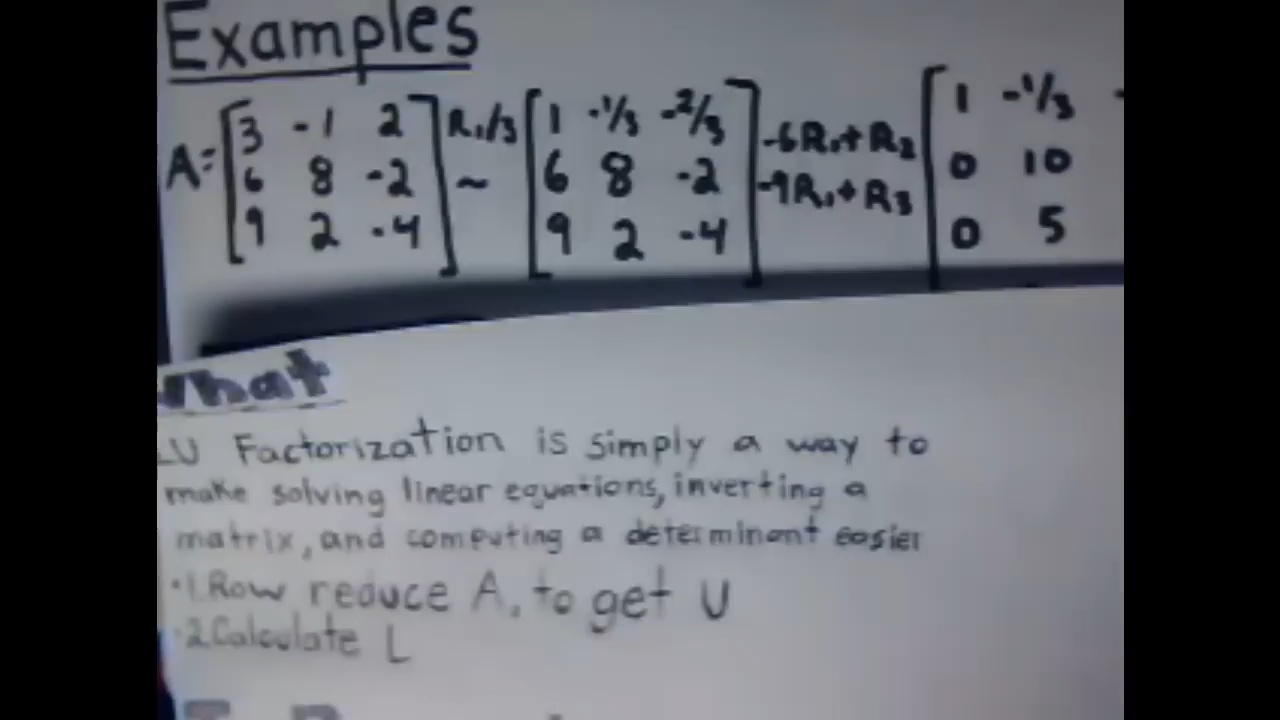 Examples
A= [3 -1 2 R₁/3 [1 -1/3 -2/3] -6R₁+R₂ [1 -1/3 -
6 8 -2 ~ 6 8 -2 -9R₁+R₃ 0 10
9 2 -4] 9 2 -4 0 5
What
LU Factorization is simply a way to
make solving linear equations, inverting a
matrix, and computing a determinant easier
·1.Row reduce A, to get U
·2.Calculate L